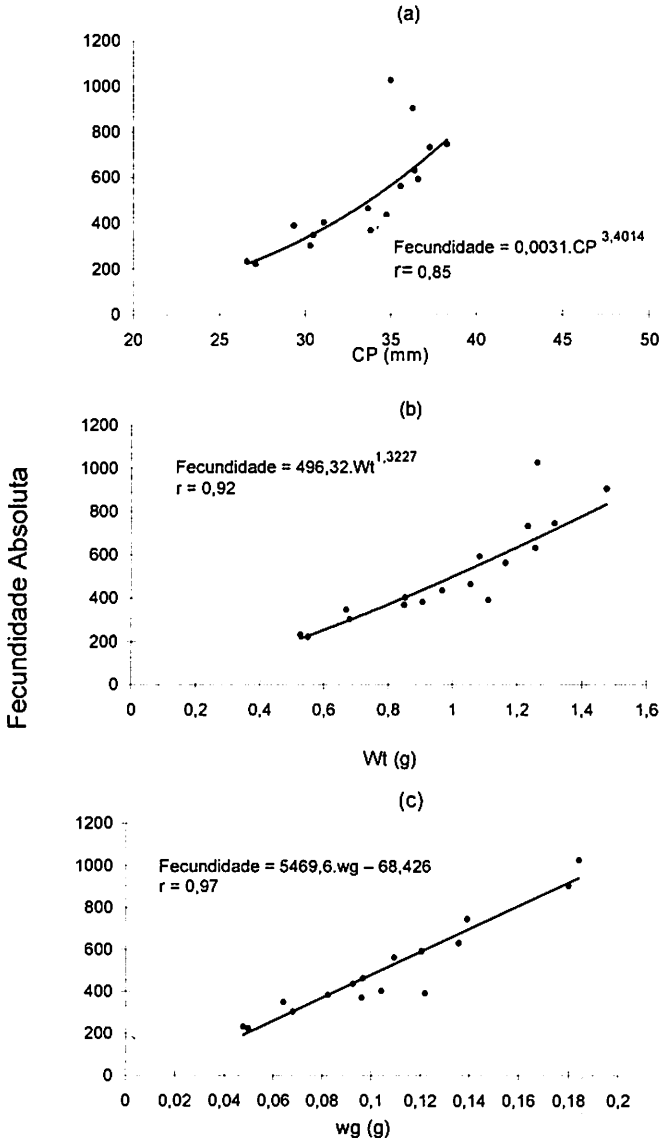 Fecundidade Absoluta
(a)
1200
1000
800
600
400
200
0
Fecundidade = 0,0031.CP 3,4014
r= 0,85
20 25 30 35 40 45 50
CP (mm)
(b)
1200
1000
800
600
400
200
0
Fecundidade = 496,32.Wt 1,3227
r = 0,92
0 0,2 0,4 0,6 0,8 1 1,2 1,4 1,6
Wt (g)
(c)
1200
1000
800
600
400
200
0
Fecundidade = 5469,6.wg – 68,426
r = 0,97
0 0,02 0,04 0,06 0,08 0,1 0,12 0,14 0,16 0,18 0,2
wg (g)